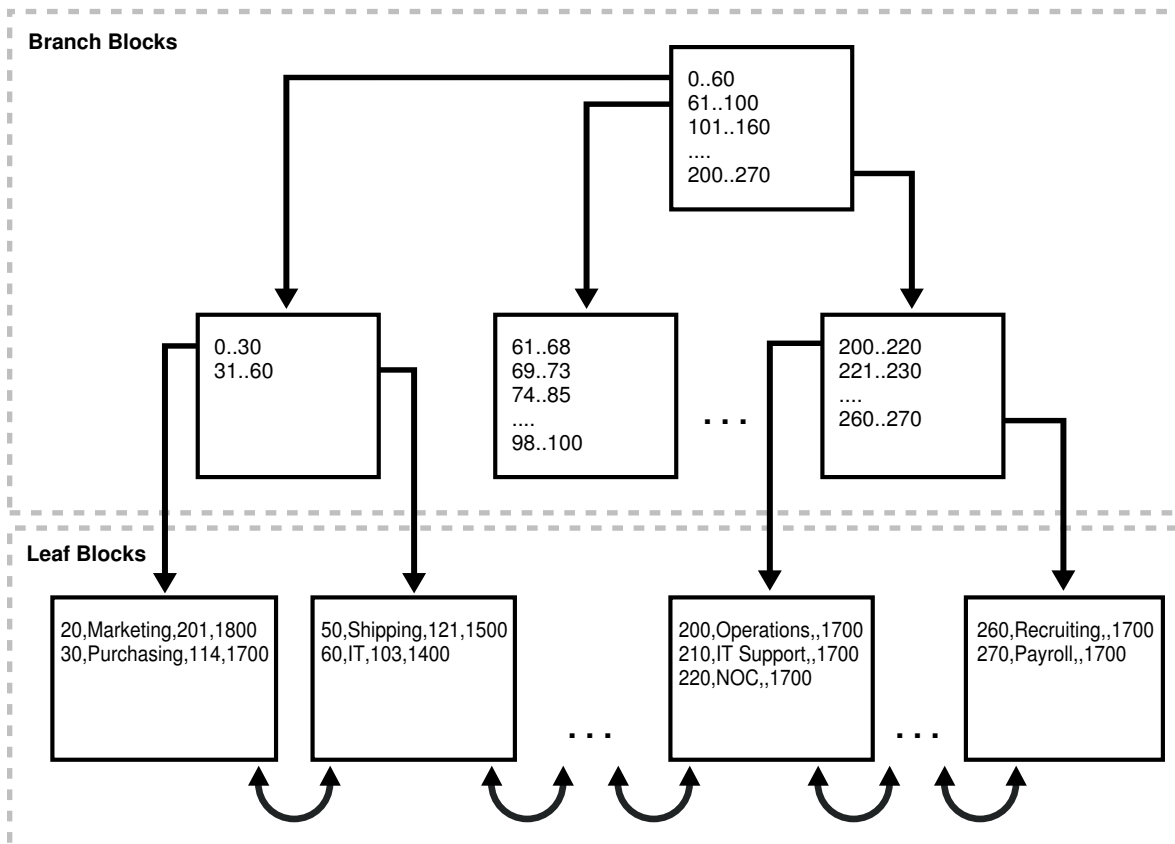 Branch Blocks
0..60
61..100
101..160
....
200..270
0..30
31..60
61..68
69..73
74..85
....
98..100
. . .
200..220
221..230
....
260..270
Leaf Blocks
20,Marketing,201,1800
30,Purchasing,114,1700
50,Shipping,121,1500
60,IT,103,1400
. . .
200,Operations,,1700
210,IT Support,,1700
220,NOC,,1700
. . .
260,Recruiting,,1700
270,Payroll,,1700